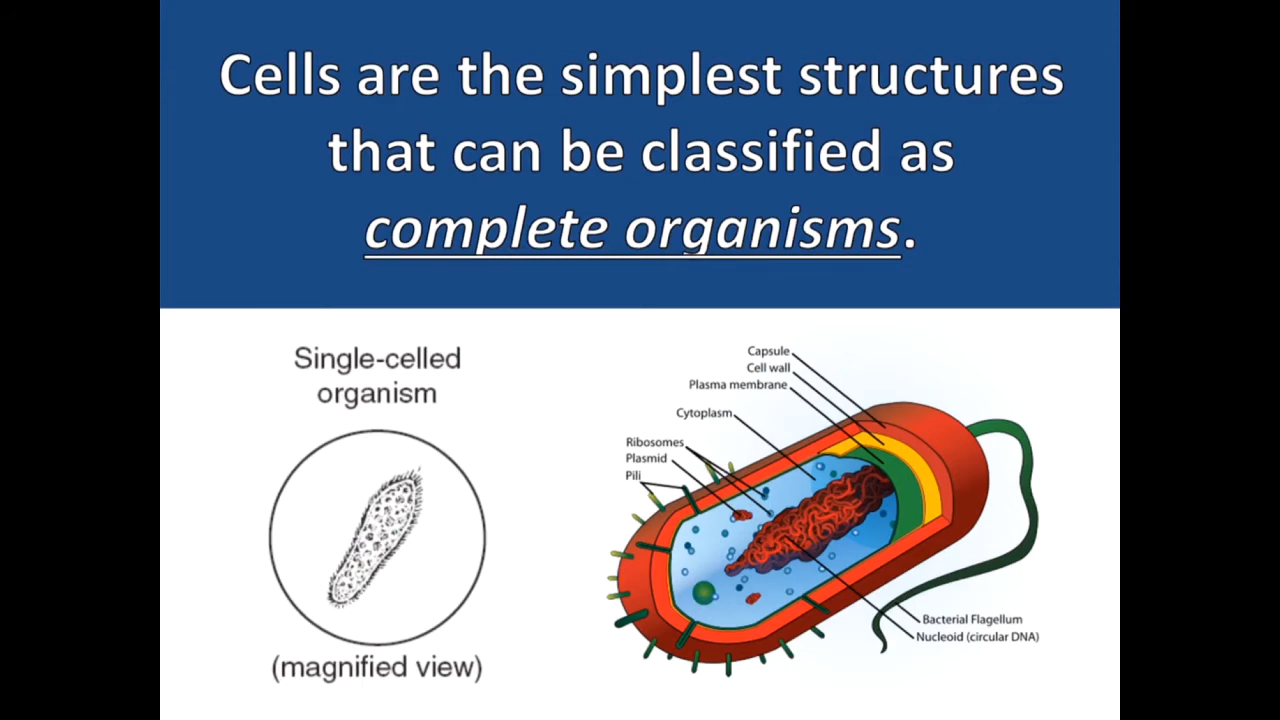 Cells are the simplest structures
that can be classified as
complete organisms.
Single-celled
organism
(magnified view)
Capsule
Cell wall
Plasma membrane
Cytoplasm
Ribosomes
Plasmid
Pili
Bacterial Flagellum
Nucleoid (circular DNA)